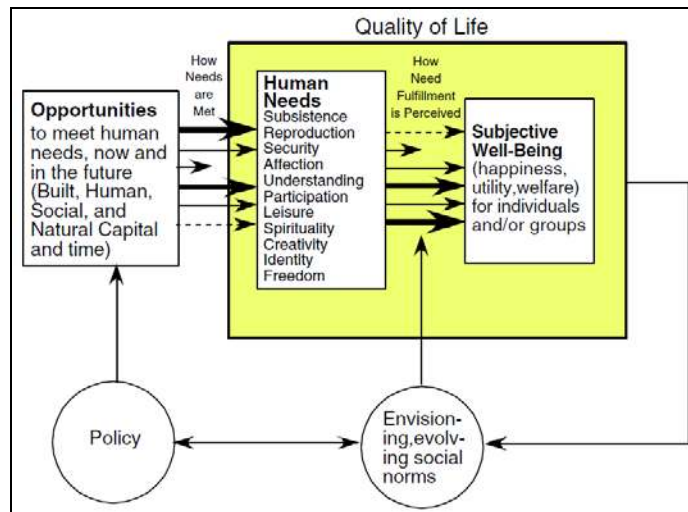 Quality of Life
How
Needs
are
Met
How
Need
Fulfillment
is Perceived
Opportunities
to meet human
needs, now and
in the future
(Built, Human,
Social, and
Natural Capital
and time)
Human
Needs
Subsistence
Reproduction
Security
Affection
Understanding
Participation
Leisure
Spirituality
Creativity
Identity
Freedom
Subjective
Well-Being
(happiness,
utility,welfare)
for individuals
and/or groups
Policy
Envision-
ing,evolv-
ing social
norms